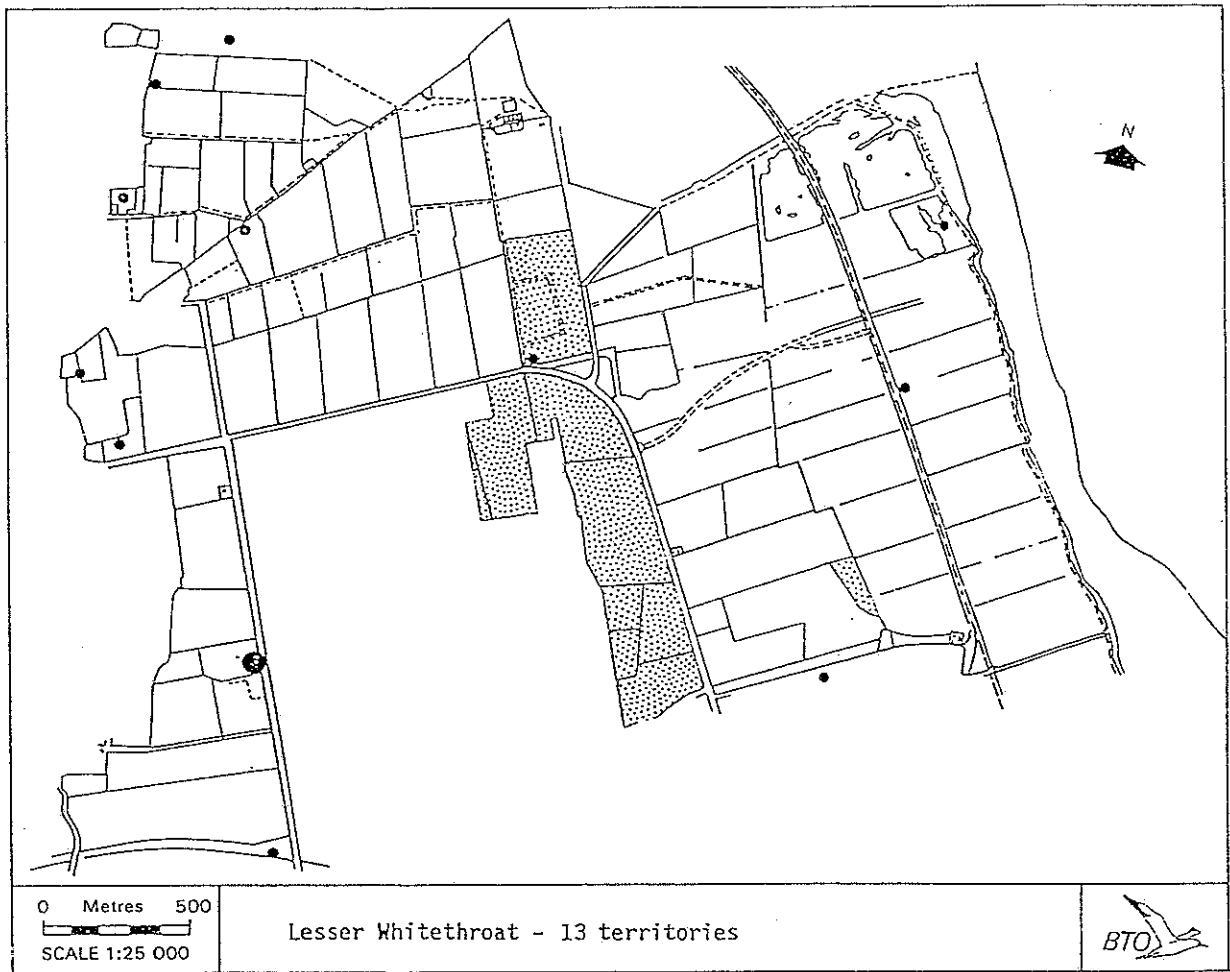 N
0 Metres 500
SCALE 1:25 000
Lesser Whitethroat - 13 territories
BTO